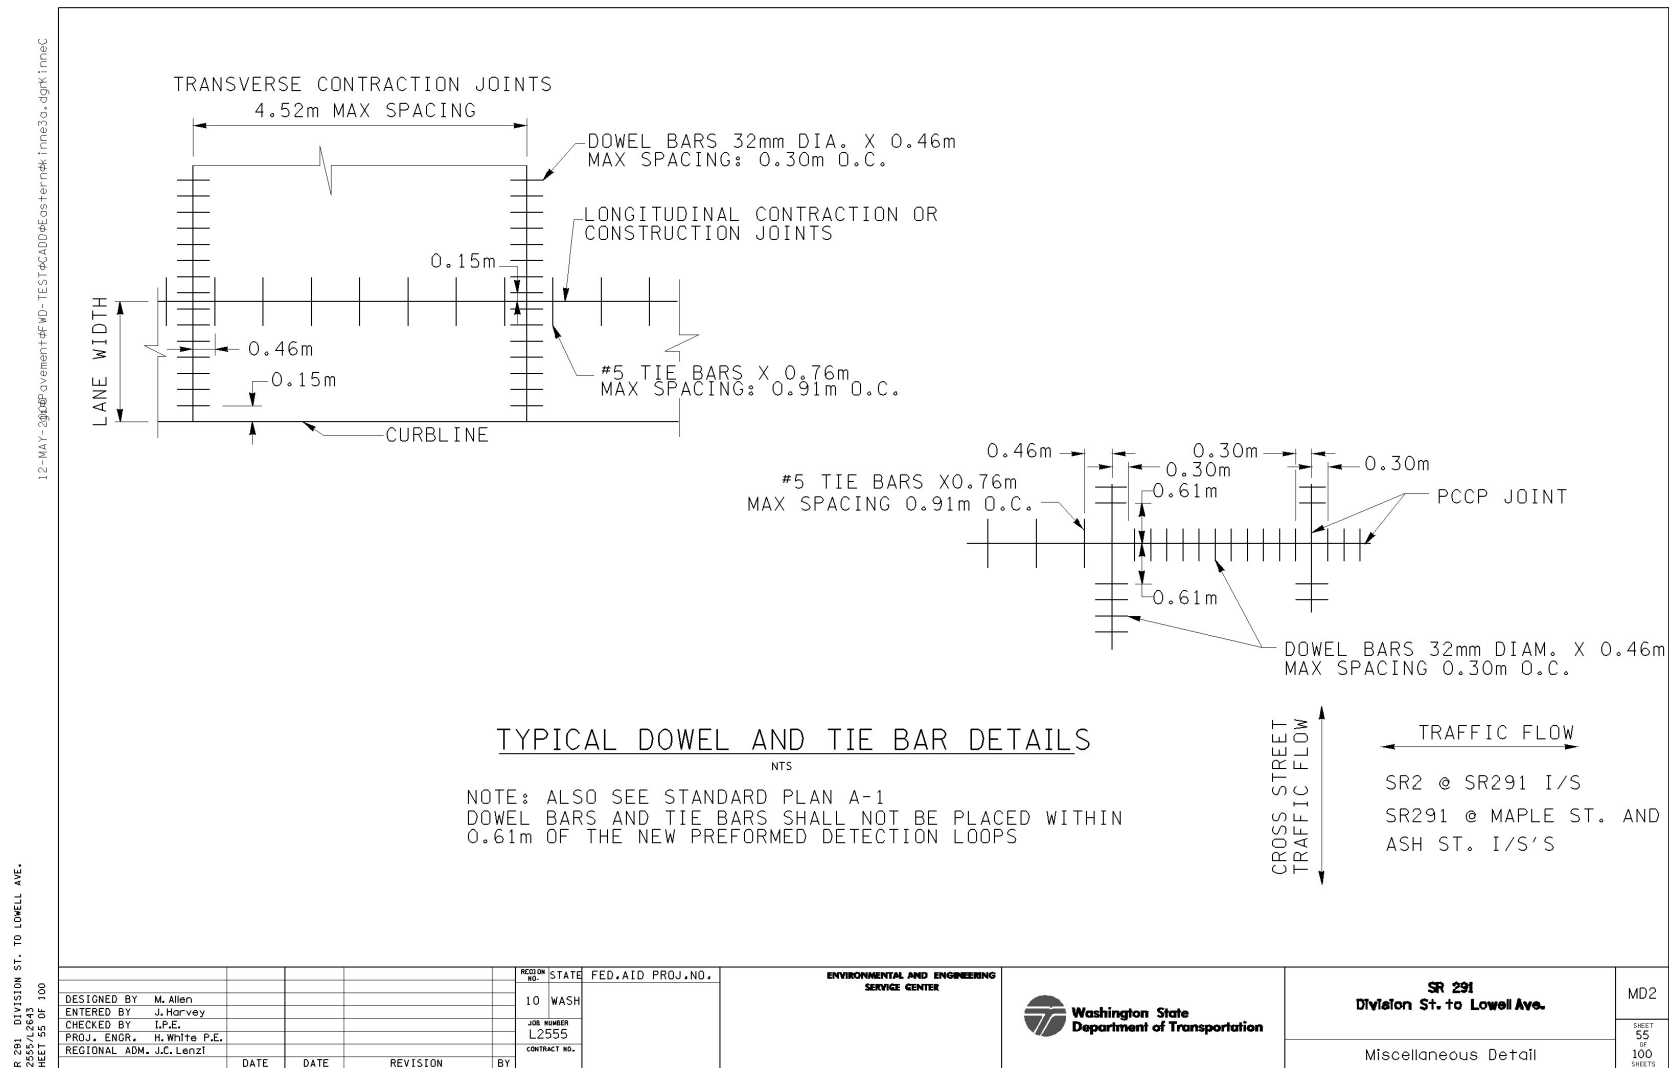 TRANSVERSE CONTRACTION JOINTS
4.52m MAX SPACING
DOWEL BARS 32mm DIA. X 0.46m
MAX SPACING: 0.30m O.C.
LONGITUDINAL CONTRACTION OR
CONSTRUCTION JOINTS
0.15m
LANE WIDTH
0.46m
0.15m
#5 TIE BARS X 0.76m
MAX SPACING: 0.91m O.C.
CURBLINE
0.46m
0.30m
0.30m
0.30m
#5 TIE BARS X0.76m
MAX SPACING 0.91m O.C.
0.61m
PCCP JOINT
0.61m
DOWEL BARS 32mm DIAM. X 0.46m
MAX SPACING 0.30m O.C.
TYPICAL DOWEL AND TIE BAR DETAILS
NTS
NOTE: ALSO SEE STANDARD PLAN A-1
DOWEL BARS AND TIE BARS SHALL NOT BE PLACED WITHIN
0.61m OF THE NEW PREFORMED DETECTION LOOPS
CROSS STREET
TRAFFIC FLOW
TRAFFIC FLOW
SR2 @ SR291 I/S
SR291 @ MAPLE ST. AND
ASH ST. I/S'S
R 291 DIVISION ST. TO LOWELL AVE.
2555/L2643
HEET 55 OF 100
DESIGNED BY M. Allen
ENTERED BY J. Harvey
CHECKED BY I.P.E.
PROJ. ENGR. H. White P.E.
REGIONAL ADM. J.C. Lenzi
DATE DATE REVISION BY
REGION NO. STATE FED.AID PROJ.NO.
10 WASH
JOB NUMBER
L2555
CONTRACT NO.
ENVIRONMENTAL AND ENGINEERING
SERVICE CENTER
Washington State
Department of Transportation
SR 291
Division St. to Lowell Ave.
Miscellaneous Detail
MD2
SHEET
55
OF
100
SHEETS